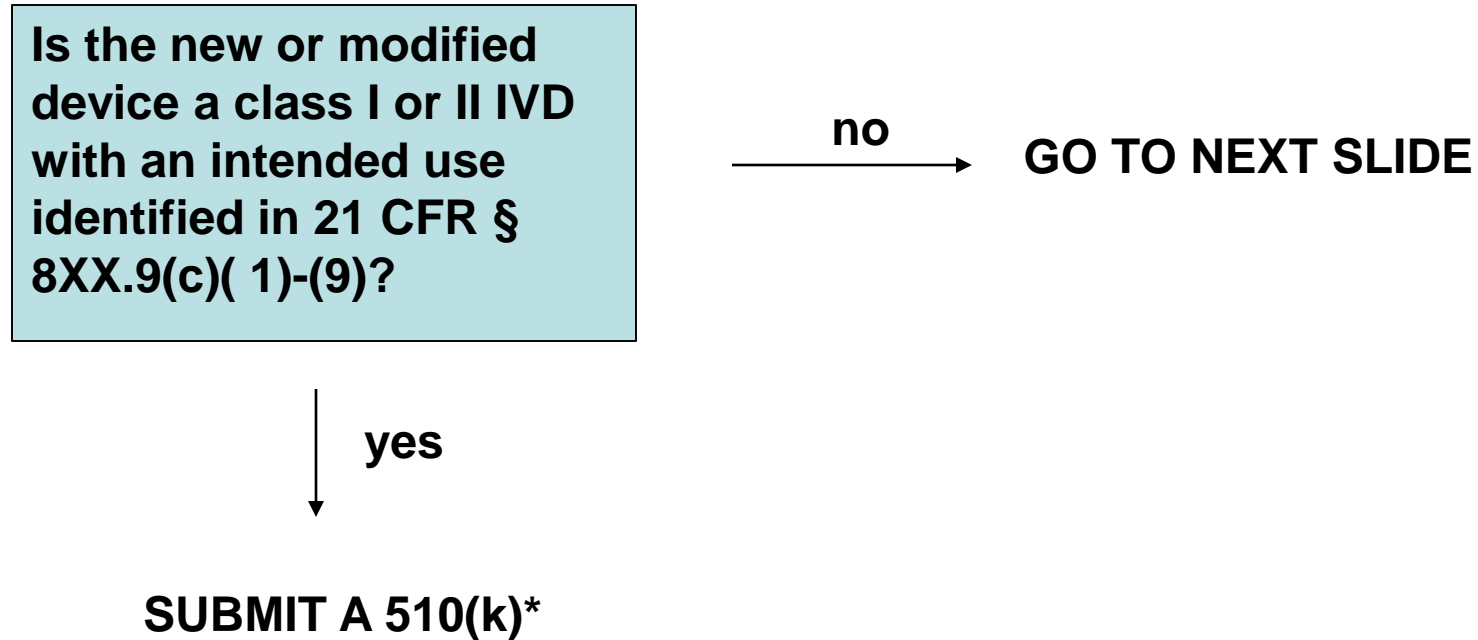 Is the new or modified
device a class I or II IVD
with an intended use
identified in 21 CFR §
8XX.9(c)( 1)-(9)?
no
GO TO NEXT SLIDE
yes
SUBMIT A 510(k)*